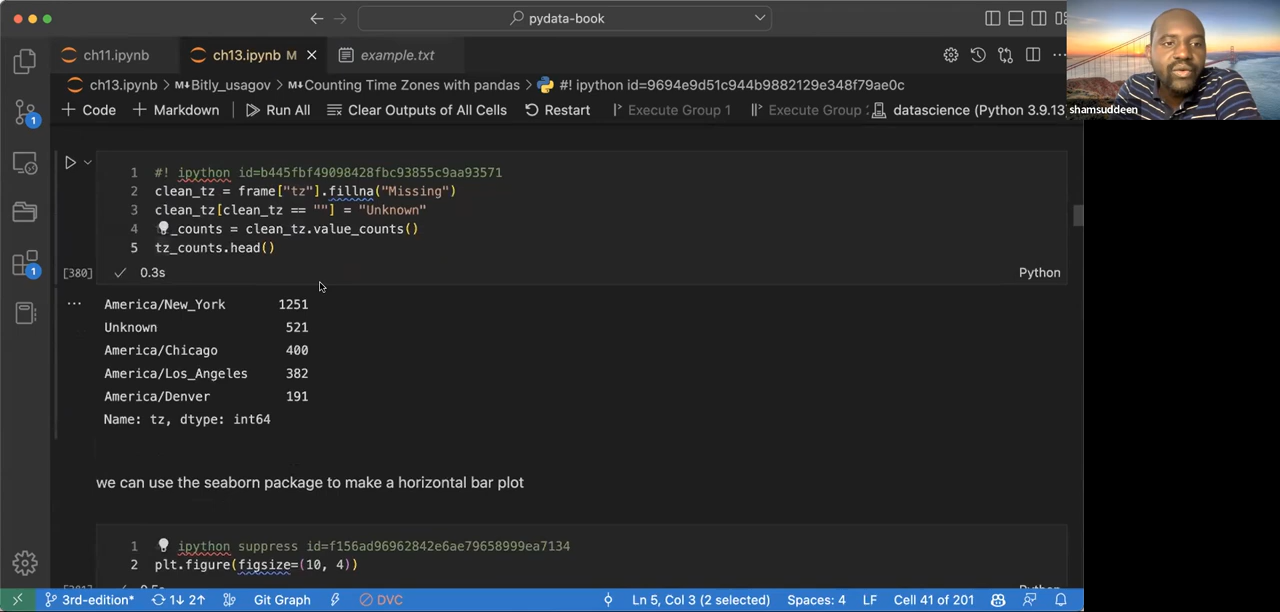 pydata-book
ch11.ipynb
ch13.ipynb M
example.txt
ch13.ipynb > M↓Bitly_usagov > M↓Counting Time Zones with pandas > #! ipython id=9694e9d51c944b9882129e348f79ae0c
+ Code + Markdown Run All Clear Outputs of All Cells Restart Execute Group 1 Execute Group datascience (Python 3.9.13
shamsuddeen
1 #! ipython id=b445fbf49098428fbc93855c9aa93571
2 clean_tz = frame["tz"].fillna("Missing")
3 clean_tz[clean_tz == ""] = "Unknown"
4 _counts = clean_tz.value_counts()
5 tz_counts.head()
[380] ✓ 0.3s Python
America/New_York 1251
Unknown 521
America/Chicago 400
America/Los_Angeles 382
America/Denver 191
Name: tz, dtype: int64
we can use the seaborn package to make a horizontal bar plot
1 ipython suppress id=f156ad96962842e6ae79658999ea7134
2 plt.figure(figsize=(10, 4))
3rd-edition* 1↓ 2↑ Git Graph DVC Ln 5, Col 3 (2 selected) Spaces: 4 LF Cell 41 of 201
1
1